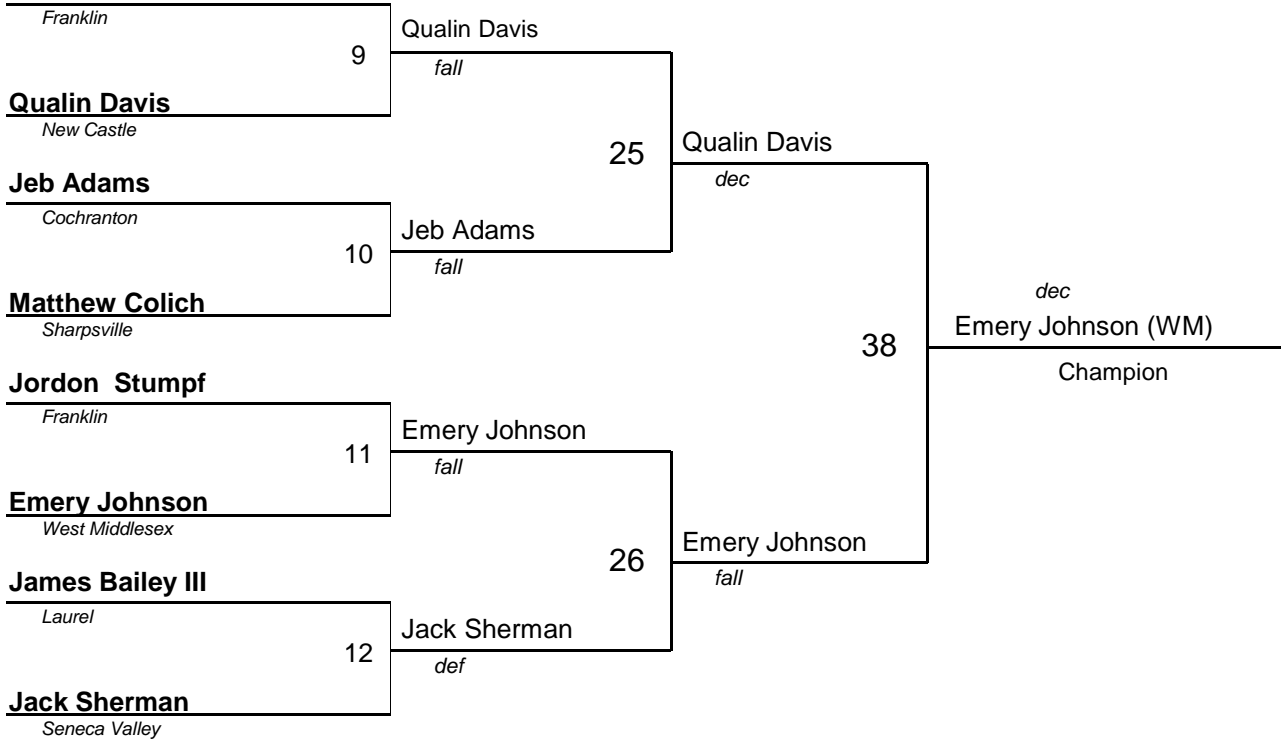 Franklin
9
Qualin Davis
fall
Qualin Davis
New Castle
25
Qualin Davis
dec
Jeb Adams
Cochranton
10
Jeb Adams
fall
Matthew Colich
Sharpsville
38
dec
Emery Johnson (WM)
Champion
Jordon  Stumpf
Franklin
11
Emery Johnson
fall
Emery Johnson
West Middlesex
26
Emery Johnson
fall
James Bailey III
Laurel
12
Jack Sherman
def
Jack Sherman
Seneca Valley